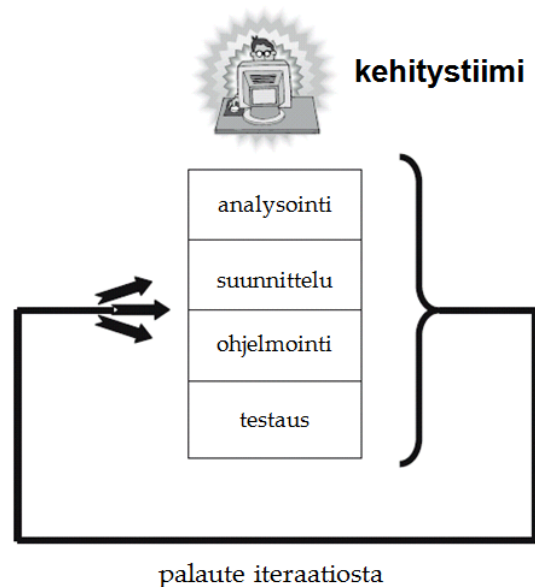 kehitystiimi
analysointi
suunnittelu
ohjelmointi
testaus
palaute iteraatiosta